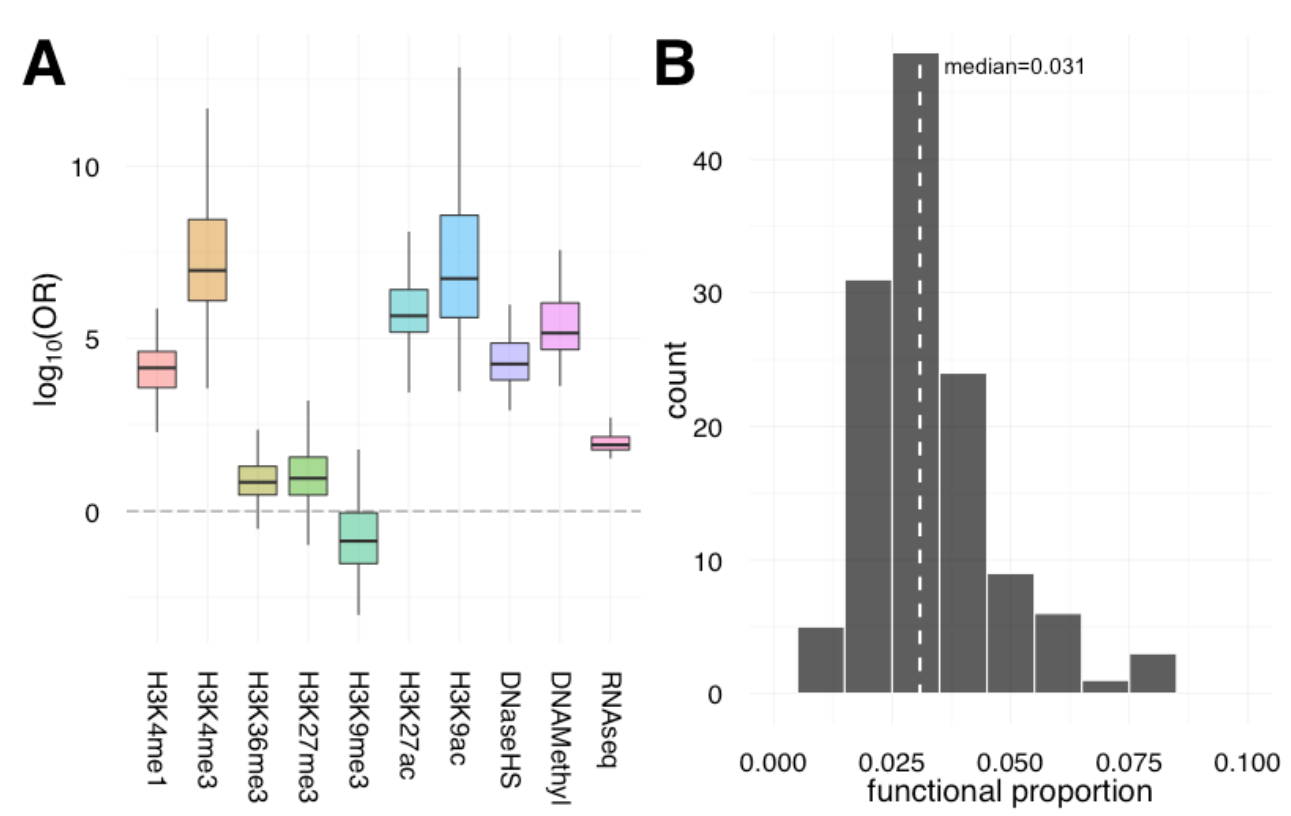 A
log10(OR)
10
5
0
H3K4me1
H3K4me3
H3K36me3
H3K27me3
H3K9me3
H3K27ac
H3K9ac
DNaseHS
DNAMethyl
RNAseq
B
median=0.031
count
40
30
20
10
0
0.000 0.025 0.050 0.075 0.100
functional proportion